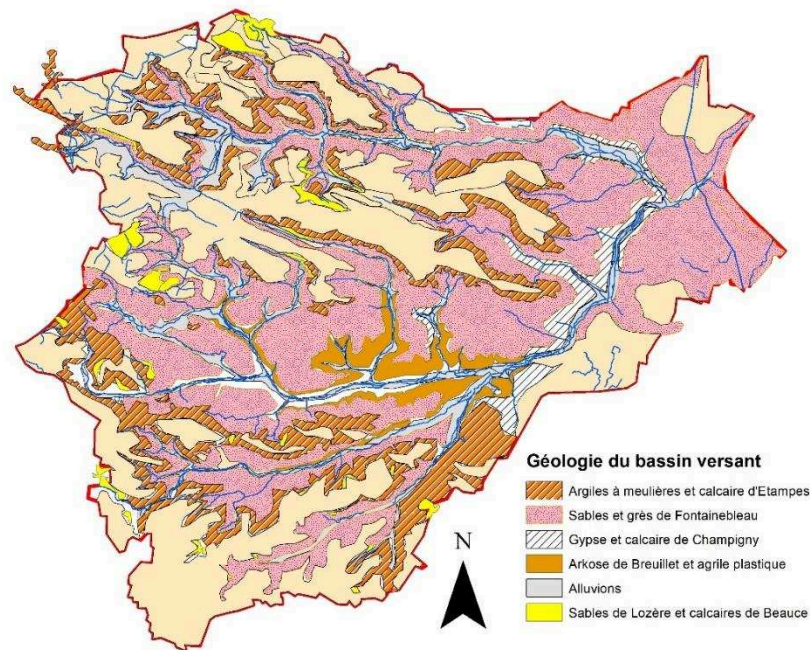 Géologie du bassin versant
Argiles à meulières et calcaire d'Etampes
Sables et grès de Fontainebleau
Gypse et calcaire de Champigny
Arkose de Breuillet et agrile plastique
Alluvions
Sables de Lozère et calcaires de Beauce
N